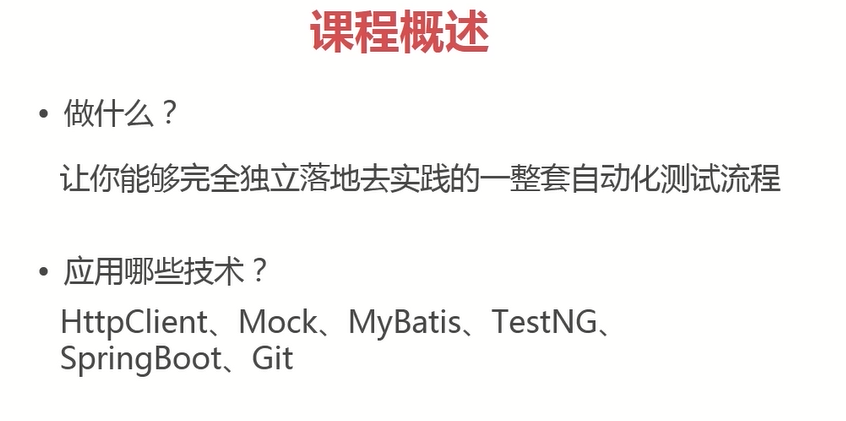 课程概述
• 做什么？
让你能够完全独立落地去实践的一整套自动化测试流程
• 应用哪些技术？
HttpClient、Mock、MyBatis、TestNG、
SpringBoot、Git